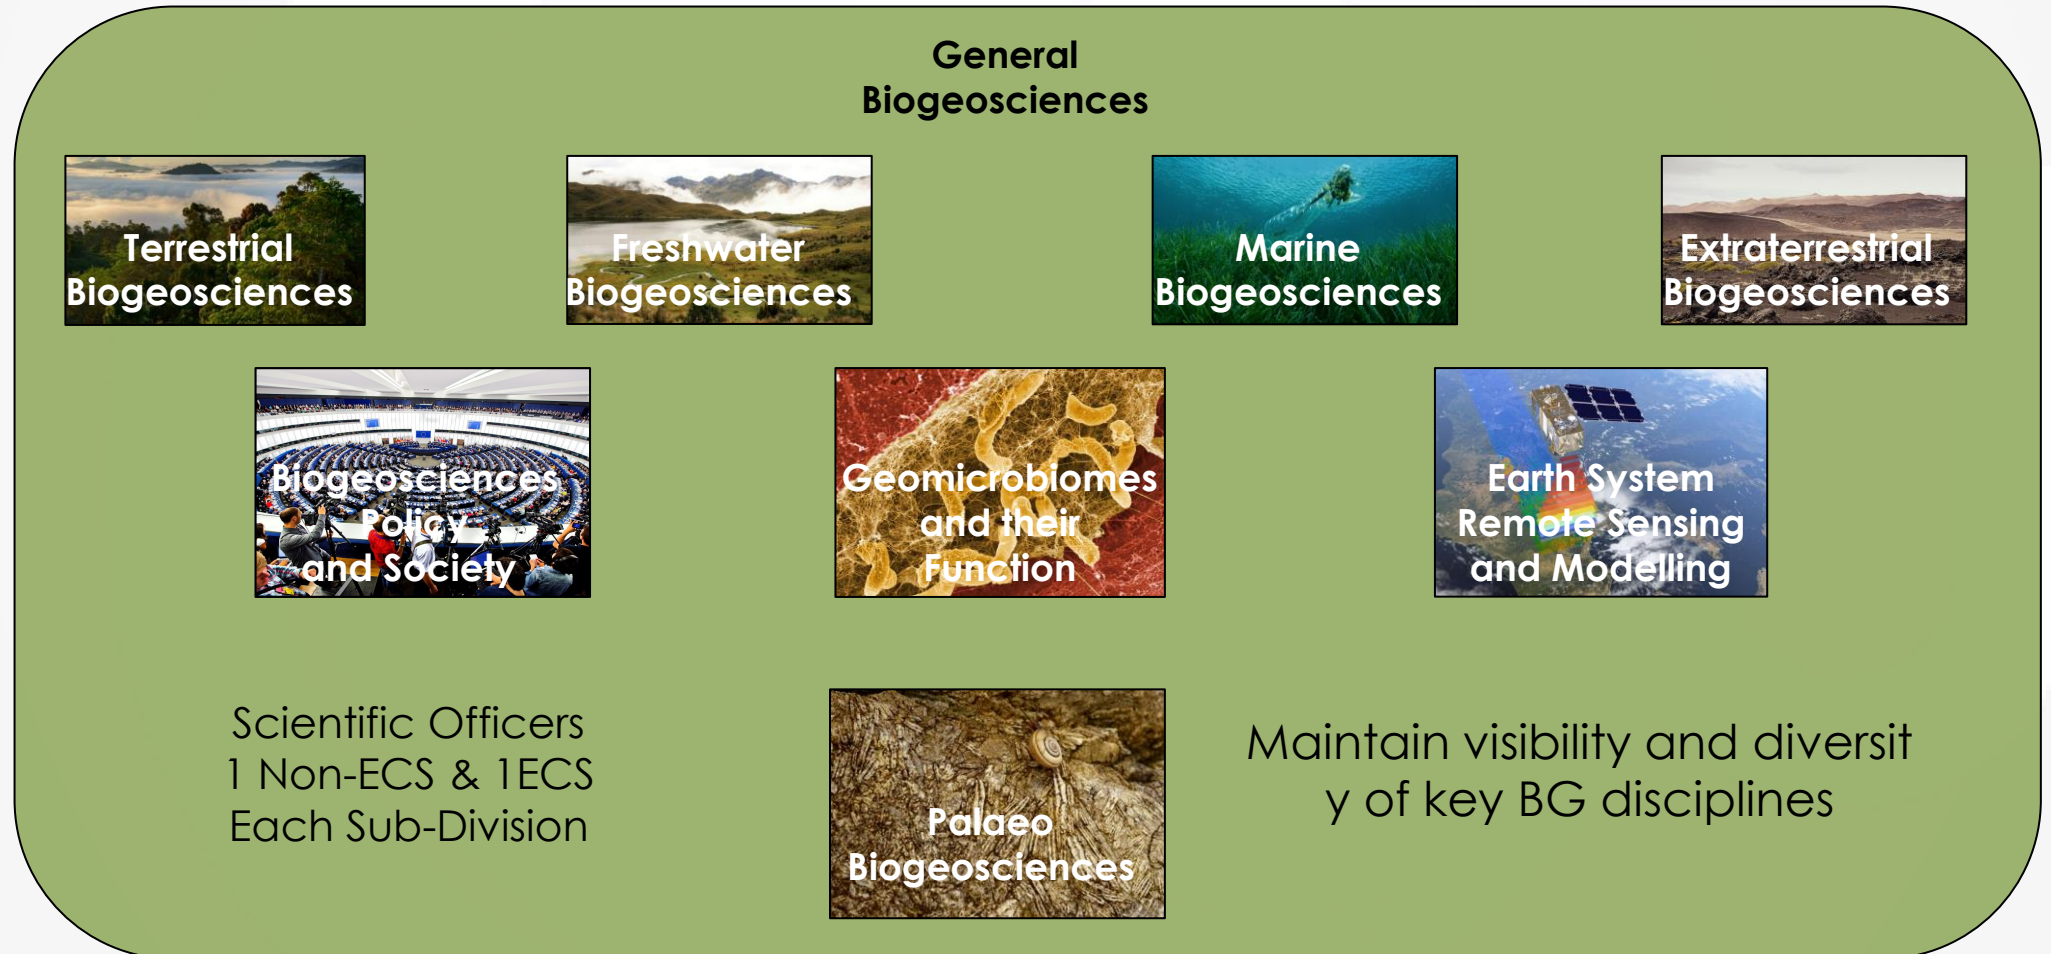 General
Biogeosciences
Terrestrial
Biogeosciences
Freshwater
Biogeosciences
Marine
Biogeosciences
Extraterrestrial
Biogeosciences
Biogeosciences
Policy
and Society
Geomicrobiomes
and their
Function
Earth System
Remote Sensing
and Modelling
Scientific Officers
1 Non-ECS & 1ECS
Each Sub-Division
Palaeo
Biogeosciences
Maintain visibility and diversit
y of key BG disciplines